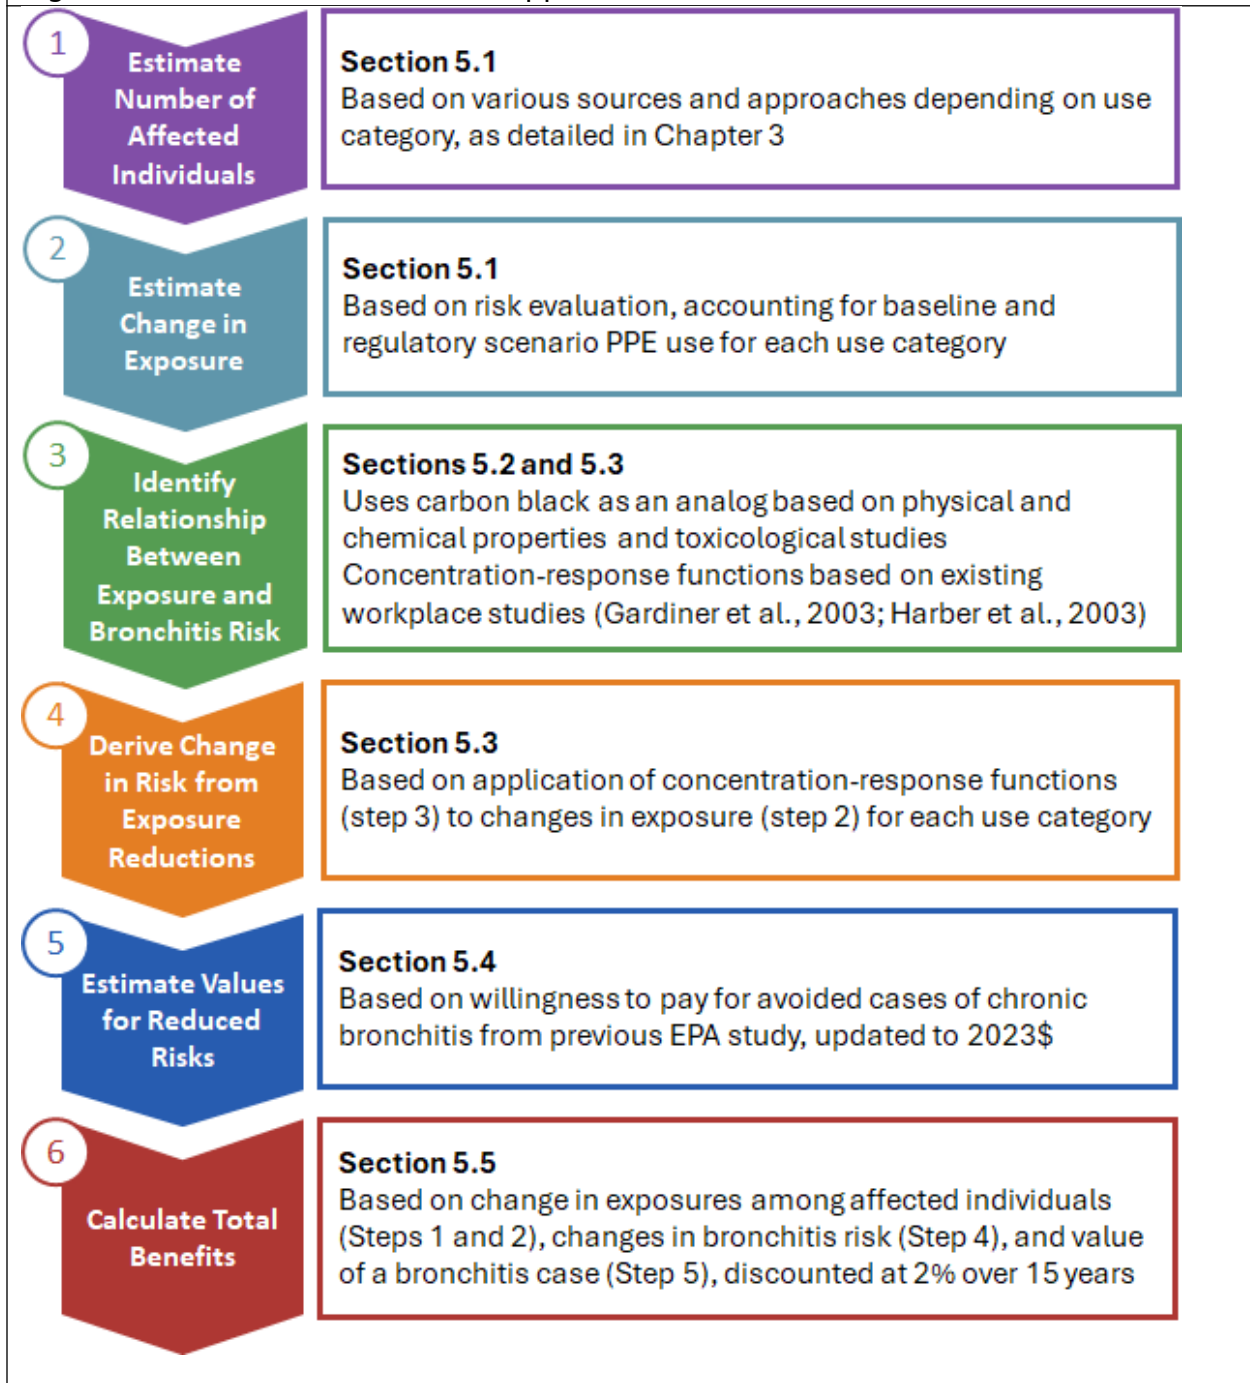 1
Estimate
Number of
Affected
Individuals
Section 5.1
Based on various sources and approaches depending on use
category, as detailed in Chapter 3
2
Estimate
Change in
Exposure
Section 5.1
Based on risk evaluation, accounting for baseline and
regulatory scenario PPE use for each use category
3
Identify
Relationship
Between
Exposure and
Bronchitis Risk
Sections 5.2 and 5.3
Uses carbon black as an analog based on physical and
chemical properties and toxicological studies
Concentration-response functions based on existing
workplace studies (Gardiner et al., 2003; Harber et al., 2003)
4
Derive Change
in Risk from
Exposure
Reductions
Section 5.3
Based on application of concentration-response functions
(step 3) to changes in exposure (step 2) for each use category
5
Estimate Values
for Reduced
Risks
Section 5.4
Based on willingness to pay for avoided cases of chronic
bronchitis from previous EPA study, updated to 2023$
6
Calculate Total
Benefits
Section 5.5
Based on change in exposures among affected individuals
(Steps 1 and 2), changes in bronchitis risk (Step 4), and value
of a bronchitis case (Step 5), discounted at 2% over 15 years